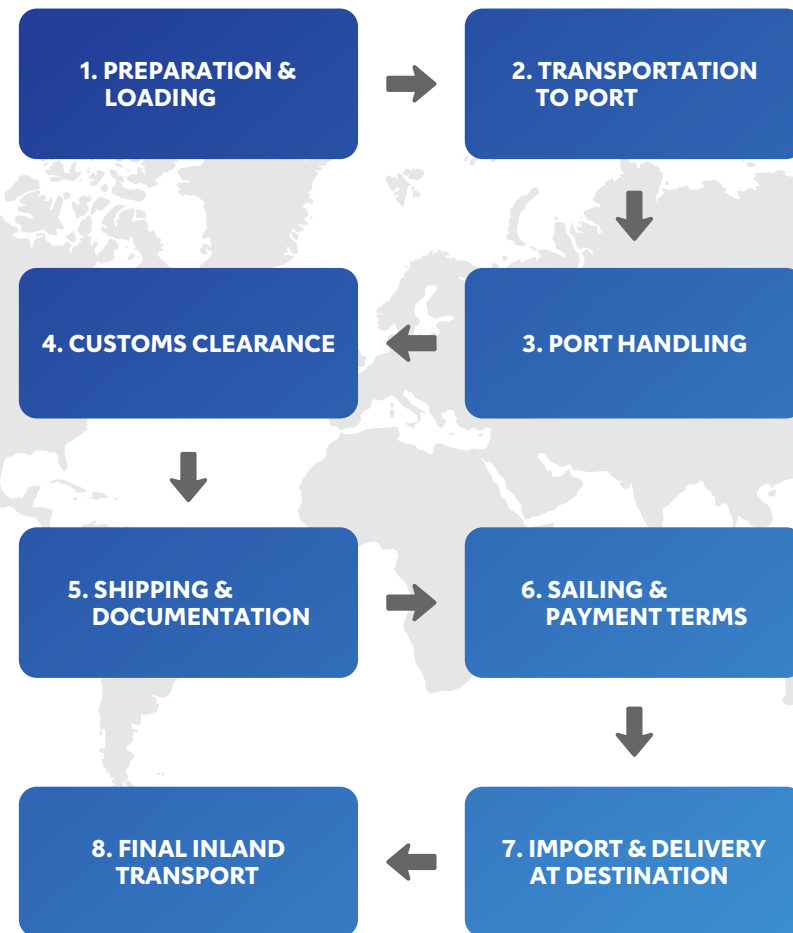 1. PREPARATION &
LOADING
2. TRANSPORTATION
TO PORT
3. PORT HANDLING
4. CUSTOMS CLEARANCE
5. SHIPPING &
DOCUMENTATION
6. SAILING &
PAYMENT TERMS
7. IMPORT & DELIVERY
AT DESTINATION
8. FINAL INLAND
TRANSPORT